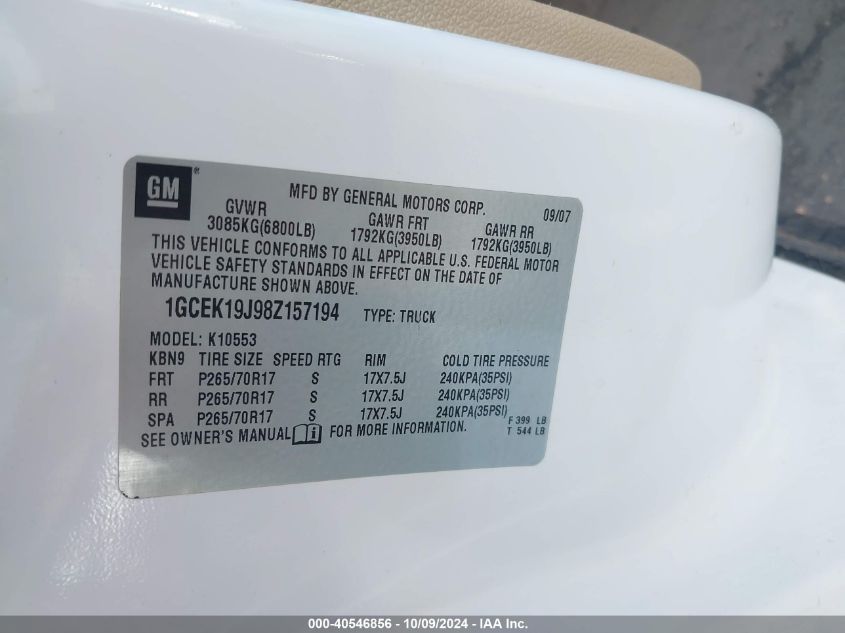 GM
MFD BY GENERAL MOTORS CORP. 09/07
GVWR GAWR FRT GAWR RR
3085KG(6800LB) 1792KG(3950LB) 1792KG(3950LB)
THIS VEHICLE CONFORMS TO ALL APPLICABLE U.S. FEDERAL MOTOR
VEHICLE SAFETY STANDARDS IN EFFECT ON THE DATE OF
MANUFACTURE SHOWN ABOVE.
1GCEK19J98Z157194 TYPE: TRUCK
MODEL: K10553
KBN9 TIRE SIZE SPEED RTG RIM COLD TIRE PRESSURE
FRT P265/70R17 S 17X7.5J 240KPA(35PSI)
RR P265/70R17 S 17X7.5J 240KPA(35PSI)
SPA P265/70R17 S 17X7.5J 240KPA(35PSI)
F 399 LB
SEE OWNER'S MANUAL i FOR MORE INFORMATION. T 544 LB
000-40546856 - 10/09/2024 - IAA Inc.